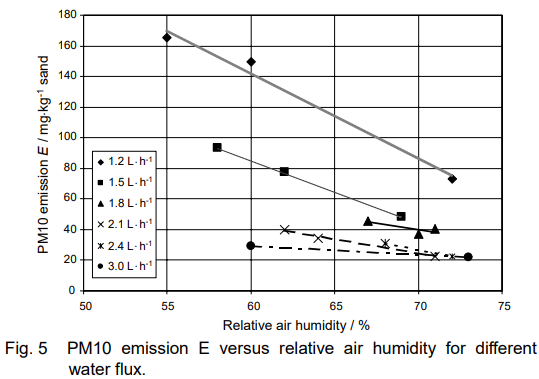 180
160
140
120
100
80
60
40
20
0
PM10 emission E / mg·kg⁻¹ sand
1.2 L·h⁻¹
1.5 L·h⁻¹
1.8 L·h⁻¹
2.1 L·h⁻¹
2.4 L·h⁻¹
3.0 L·h⁻¹
50 55 60 65 70 75
Relative air humidity / %
Fig. 5 PM10 emission E versus relative air humidity for different
water flux.